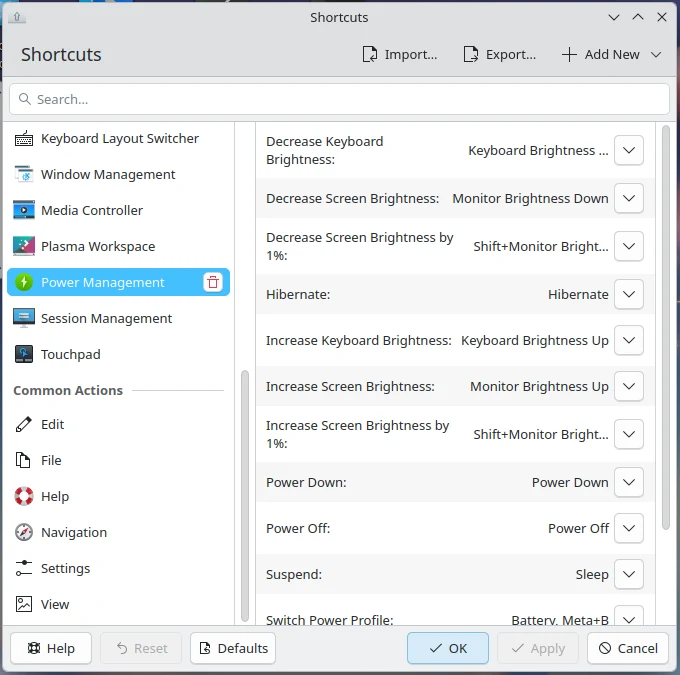 Shortcuts
Shortcuts
Import...
Export...
Add New
Search...
Keyboard Layout Switcher
Window Management
Media Controller
Plasma Workspace
Power Management
Session Management
Touchpad
Common Actions
Edit
File
Help
Navigation
Settings
View
Decrease Keyboard
Brightness:
Keyboard Brightness ...
Decrease Screen Brightness:
Monitor Brightness Down
Decrease Screen Brightness by
1%:
Shift+Monitor Bright...
Hibernate:
Hibernate
Increase Keyboard Brightness:
Keyboard Brightness Up
Increase Screen Brightness:
Monitor Brightness Up
Increase Screen Brightness by
1%:
Shift+Monitor Bright...
Power Down:
Power Down
Power Off:
Power Off
Suspend:
Sleep
Switch Power Profile:
Battery, Meta+B
Help
Reset
Defaults
OK
Apply
Cancel